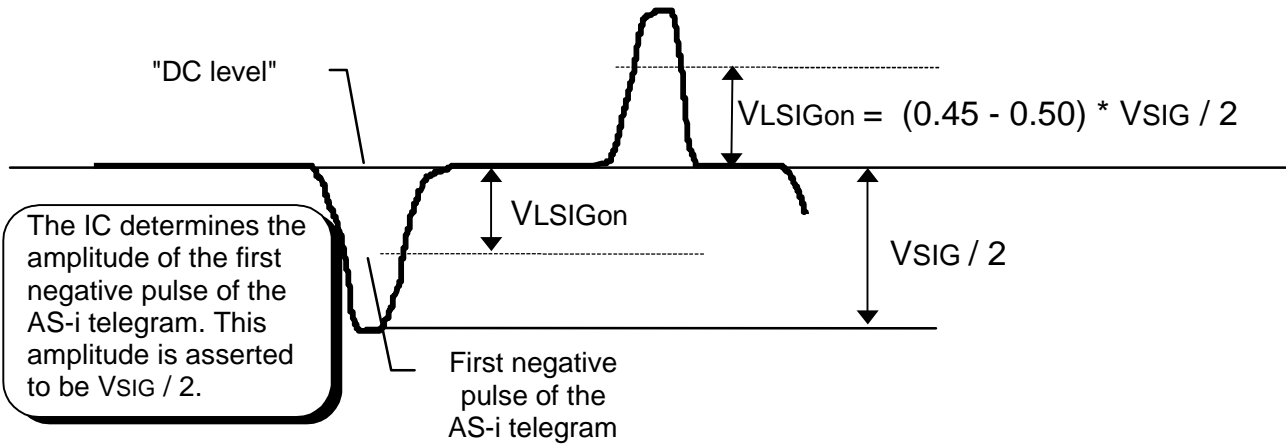 "DC level"
VLSIGon = (0.45 - 0.50) * VSIG / 2
The IC determines the
amplitude of the first
negative pulse of the
AS-i telegram. This
amplitude is asserted
to be VSIG / 2.
VLSIGon
VSIG / 2
First negative
pulse of the
AS-i telegram